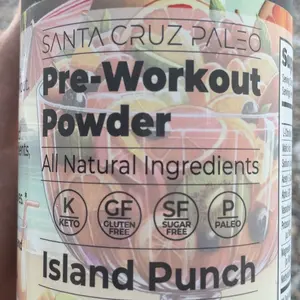 SANTA CRUZ PALEO
Pre-Workout
Powder
All Natural Ingredients
K GF SF P
KETO GLUTEN FREE SUGAR FREE PALEO
Island Punch